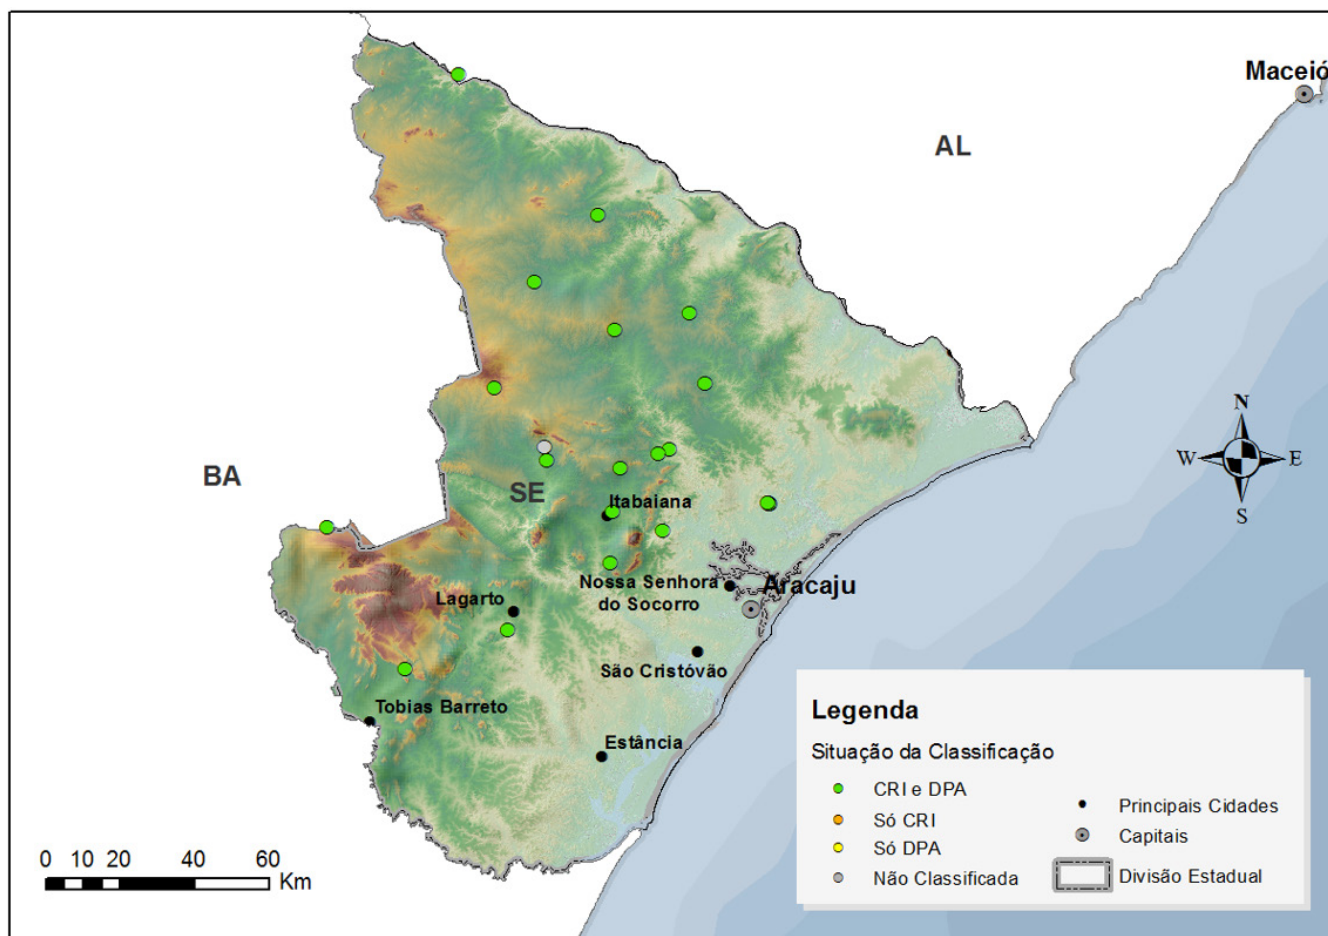 Maceió
AL
BA
SE
Itabaiana
Nossa Senhora
do Socorro
Aracaju
Lagarto
São Cristóvão
Tobias Barreto
Estância
N
W
E
S
0 10 20 40 60
Km
Legenda
Situação da Classificação
CRI e DPA
Só CRI
Só DPA
Não Classificada
Principais Cidades
Capitais
Divisão Estadual